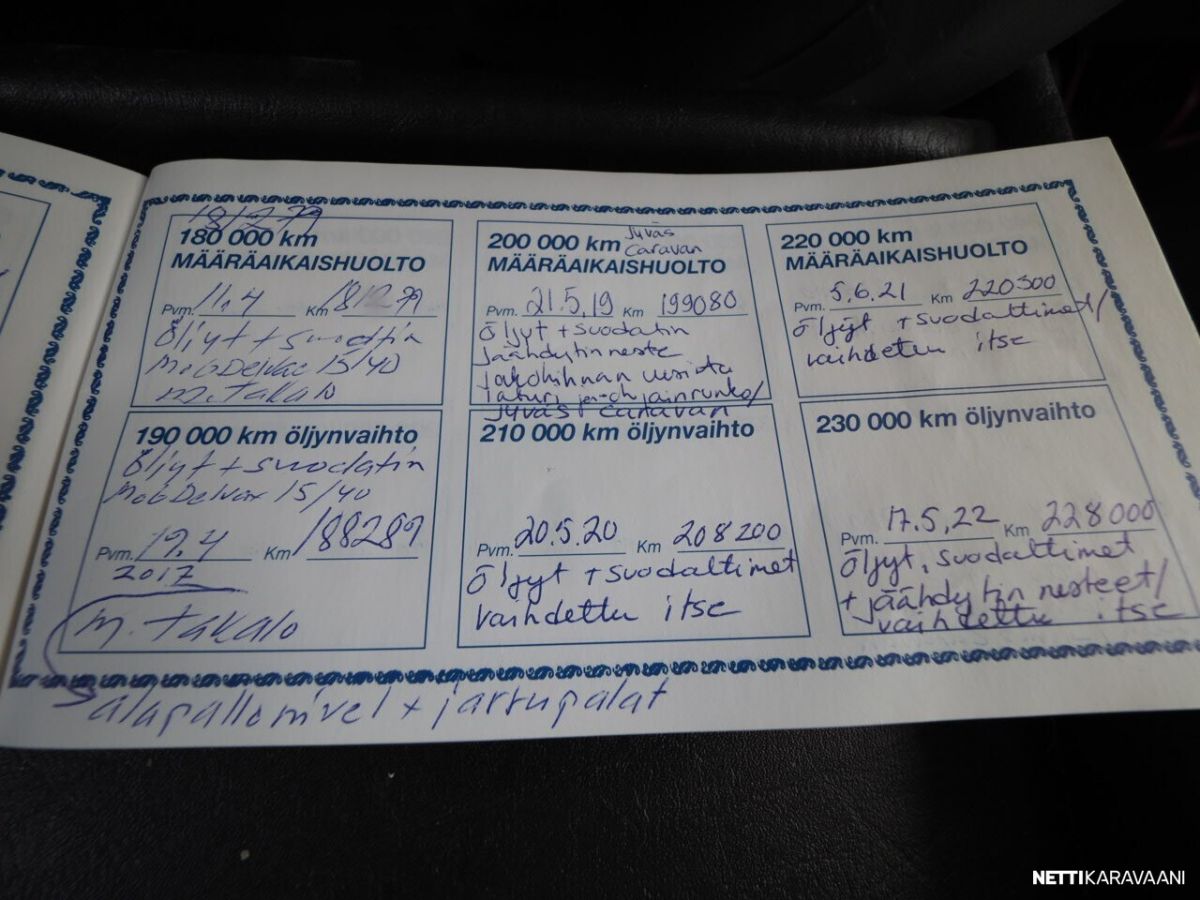 180 000 km
MÄÄRÄAIKAISHUOLTO
Pvm. 11.4 Km 181279
Öljyt + suodatin
M. Takalo
190 000 km öljynvaihto
Öljyt + suodatin
15/40
Pvm. 19.4 Km 188289
2017
M. Takalo
alapallonivel + jarrupalat
200 000 km Jyväs
Caravan
MÄÄRÄAIKAISHUOLTO
Pvm. 21.5,19 Km 199080
Öljyt + suodatin
jäähdytinneste
jakohihnan uusinta
laturi
Jyväs Caravan
210 000 km öljynvaihto
Pvm. 20.5.20 Km 208200
Öljyt + suodattimet
vaihdettu itse
220 000 km
MÄÄRÄAIKAISHUOLTO
Pvm. 5.6.21 Km 220300
Öljyt + suodattimet/
vaihdettu itse
230 000 km öljynvaihto
Pvm. 17.5,22 Km 228000
Öljyt, suodattimet
+ jäähdytin nesteet/
vaihdettu itse
NETTIKARAVAANI